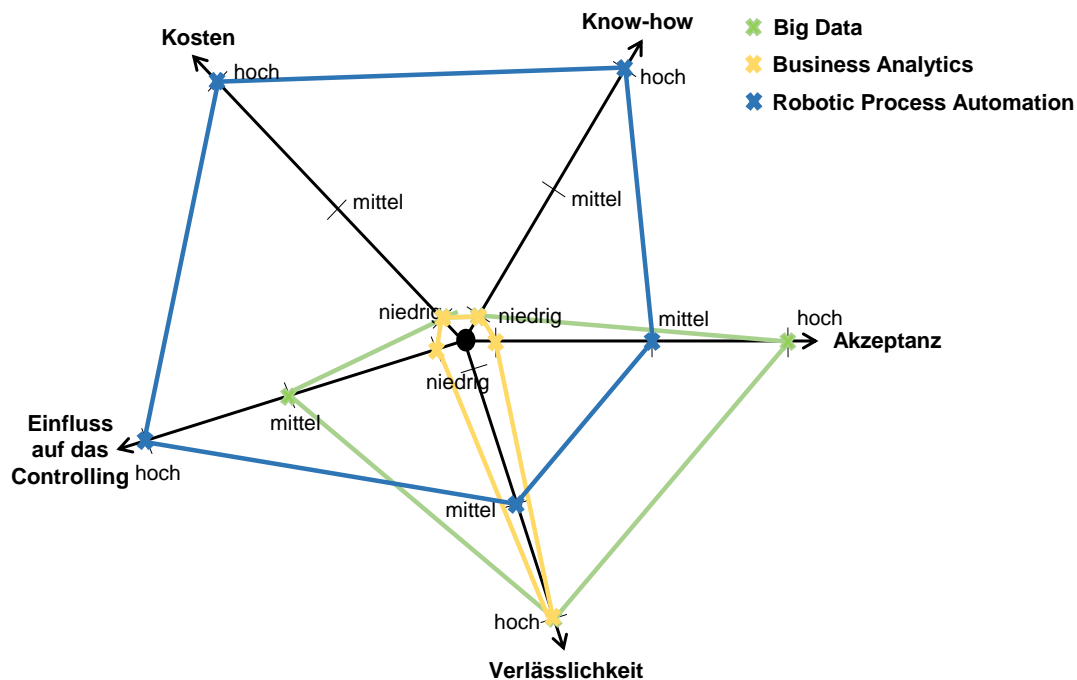 Kosten
Know-how
Big Data
Business Analytics
Robotic Process Automation
hoch
hoch
mittel
mittel
niedrig
niedrig
mittel
hoch
Akzeptanz
niedrig
mittel
Einfluss
auf das
Controlling
hoch
mittel
hoch
Verlässlichkeit